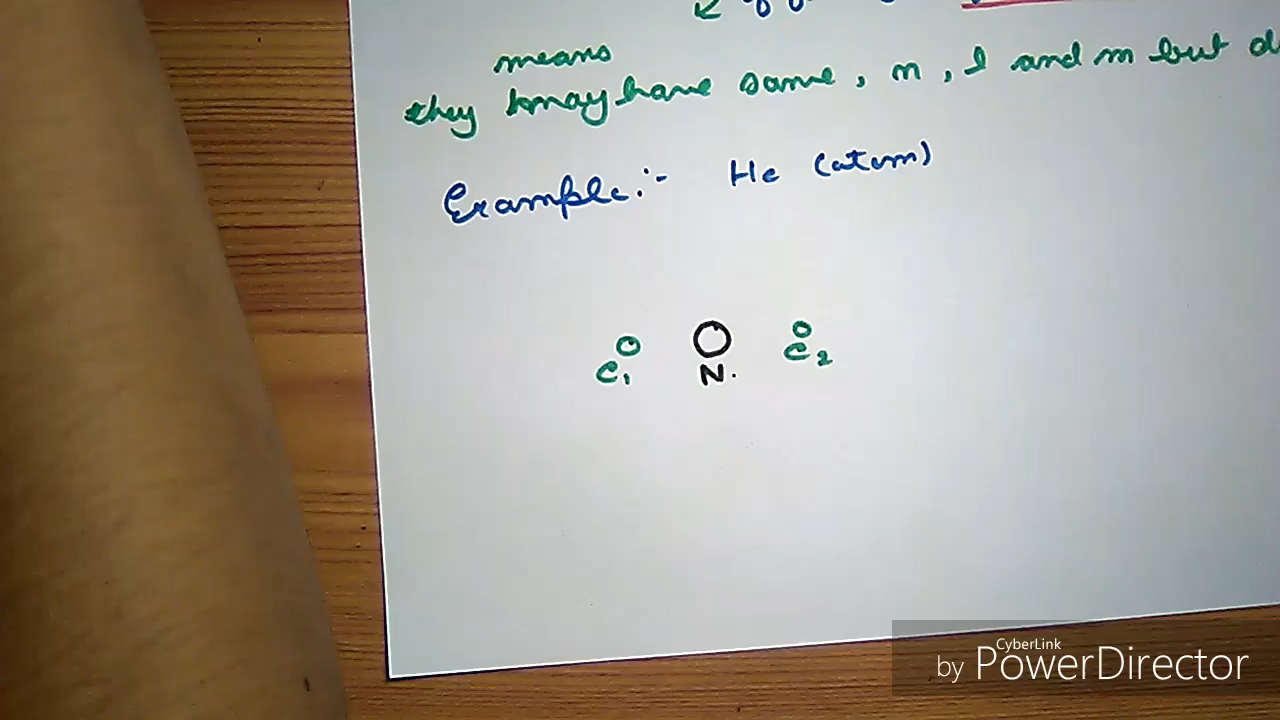 means
they may have same, n, l and m but
Example:- He (atom)
e1 N. e2
CyberLink
by PowerDirector